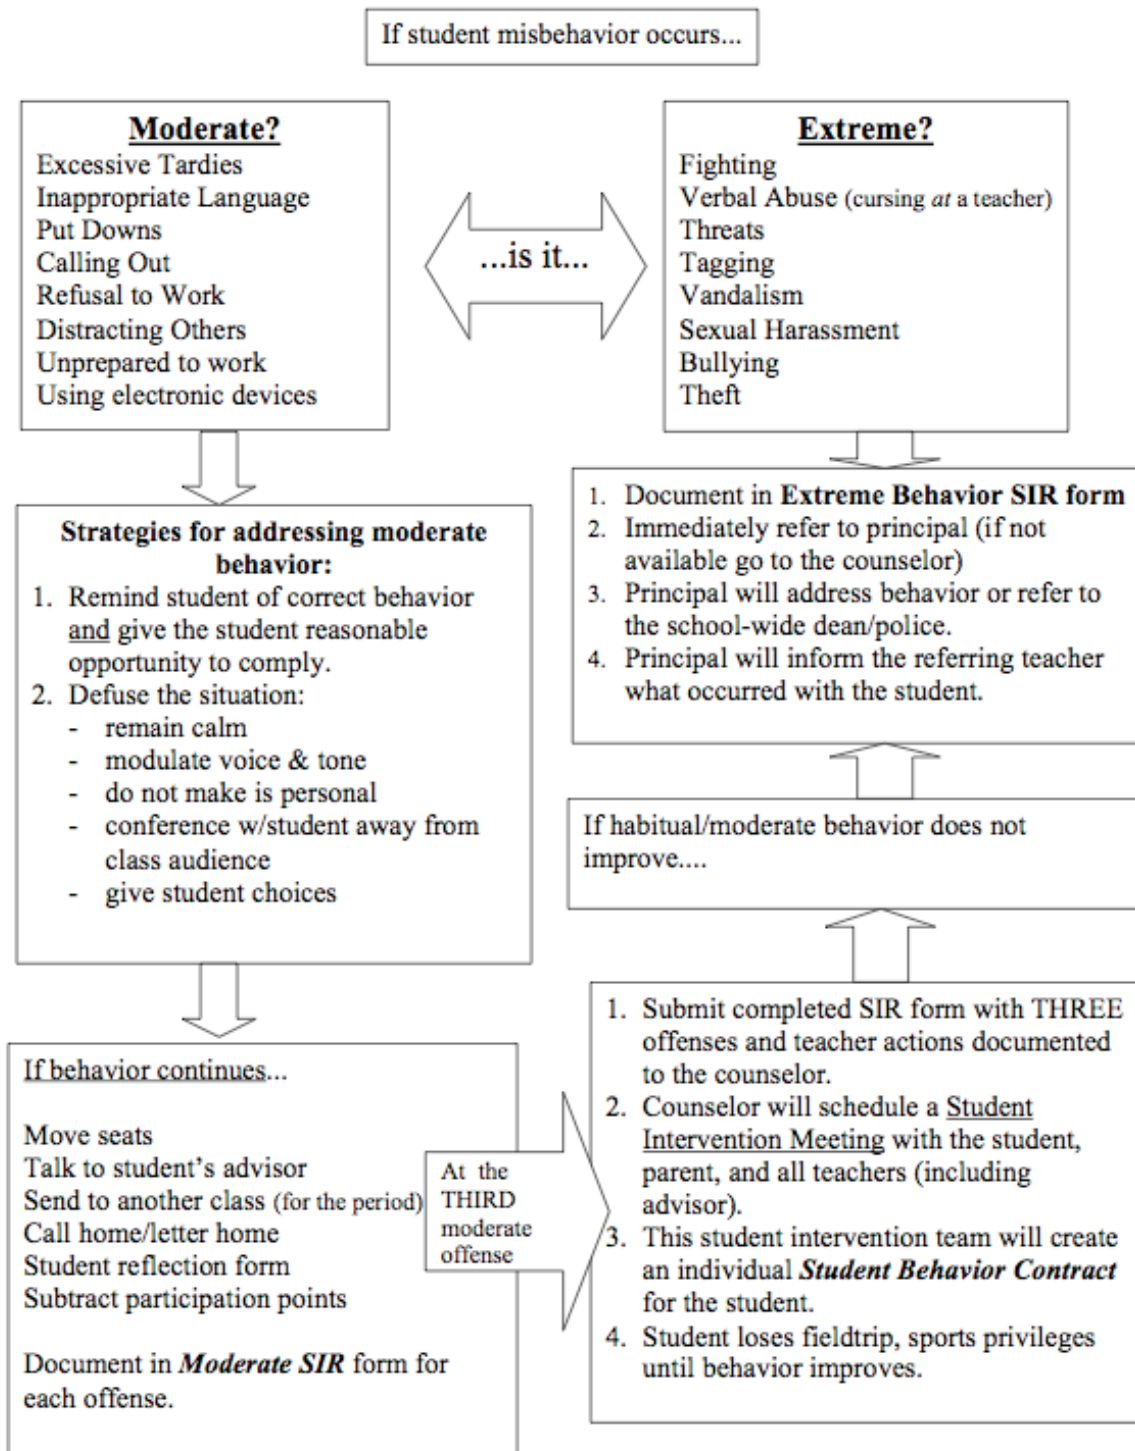 If student misbehavior occurs...
Moderate?
Excessive Tardies
Inappropriate Language
Put Downs
Calling Out
Refusal to Work
Distracting Others
Unprepared to work
Using electronic devices
...is it...
Extreme?
Fighting
Verbal Abuse (cursing at a teacher)
Threats
Tagging
Vandalism
Sexual Harassment
Bullying
Theft
Strategies for addressing moderate
behavior:
1. Remind student of correct behavior
and give the student reasonable
opportunity to comply.
2. Defuse the situation:
- remain calm
- modulate voice & tone
- do not make is personal
- conference w/student away from
class audience
- give student choices
1. Document in Extreme Behavior SIR form
2. Immediately refer to principal (if not
available go to the counselor)
3. Principal will address behavior or refer to
the school-wide dean/police.
4. Principal will inform the referring teacher
what occurred with the student.
If habitual/moderate behavior does not
improve....
If behavior continues...
Move seats
Talk to student's advisor
Send to another class (for the period)
Call home/letter home
Student reflection form
Subtract participation points
Document in Moderate SIR form for
each offense.
At the
THIRD
moderate
offense
1. Submit completed SIR form with THREE
offenses and teacher actions documented
to the counselor.
2. Counselor will schedule a Student
Intervention Meeting with the student,
parent, and all teachers (including
advisor).
3. This student intervention team will create
an individual Student Behavior Contract
for the student.
4. Student loses fieldtrip, sports privileges
until behavior improves.